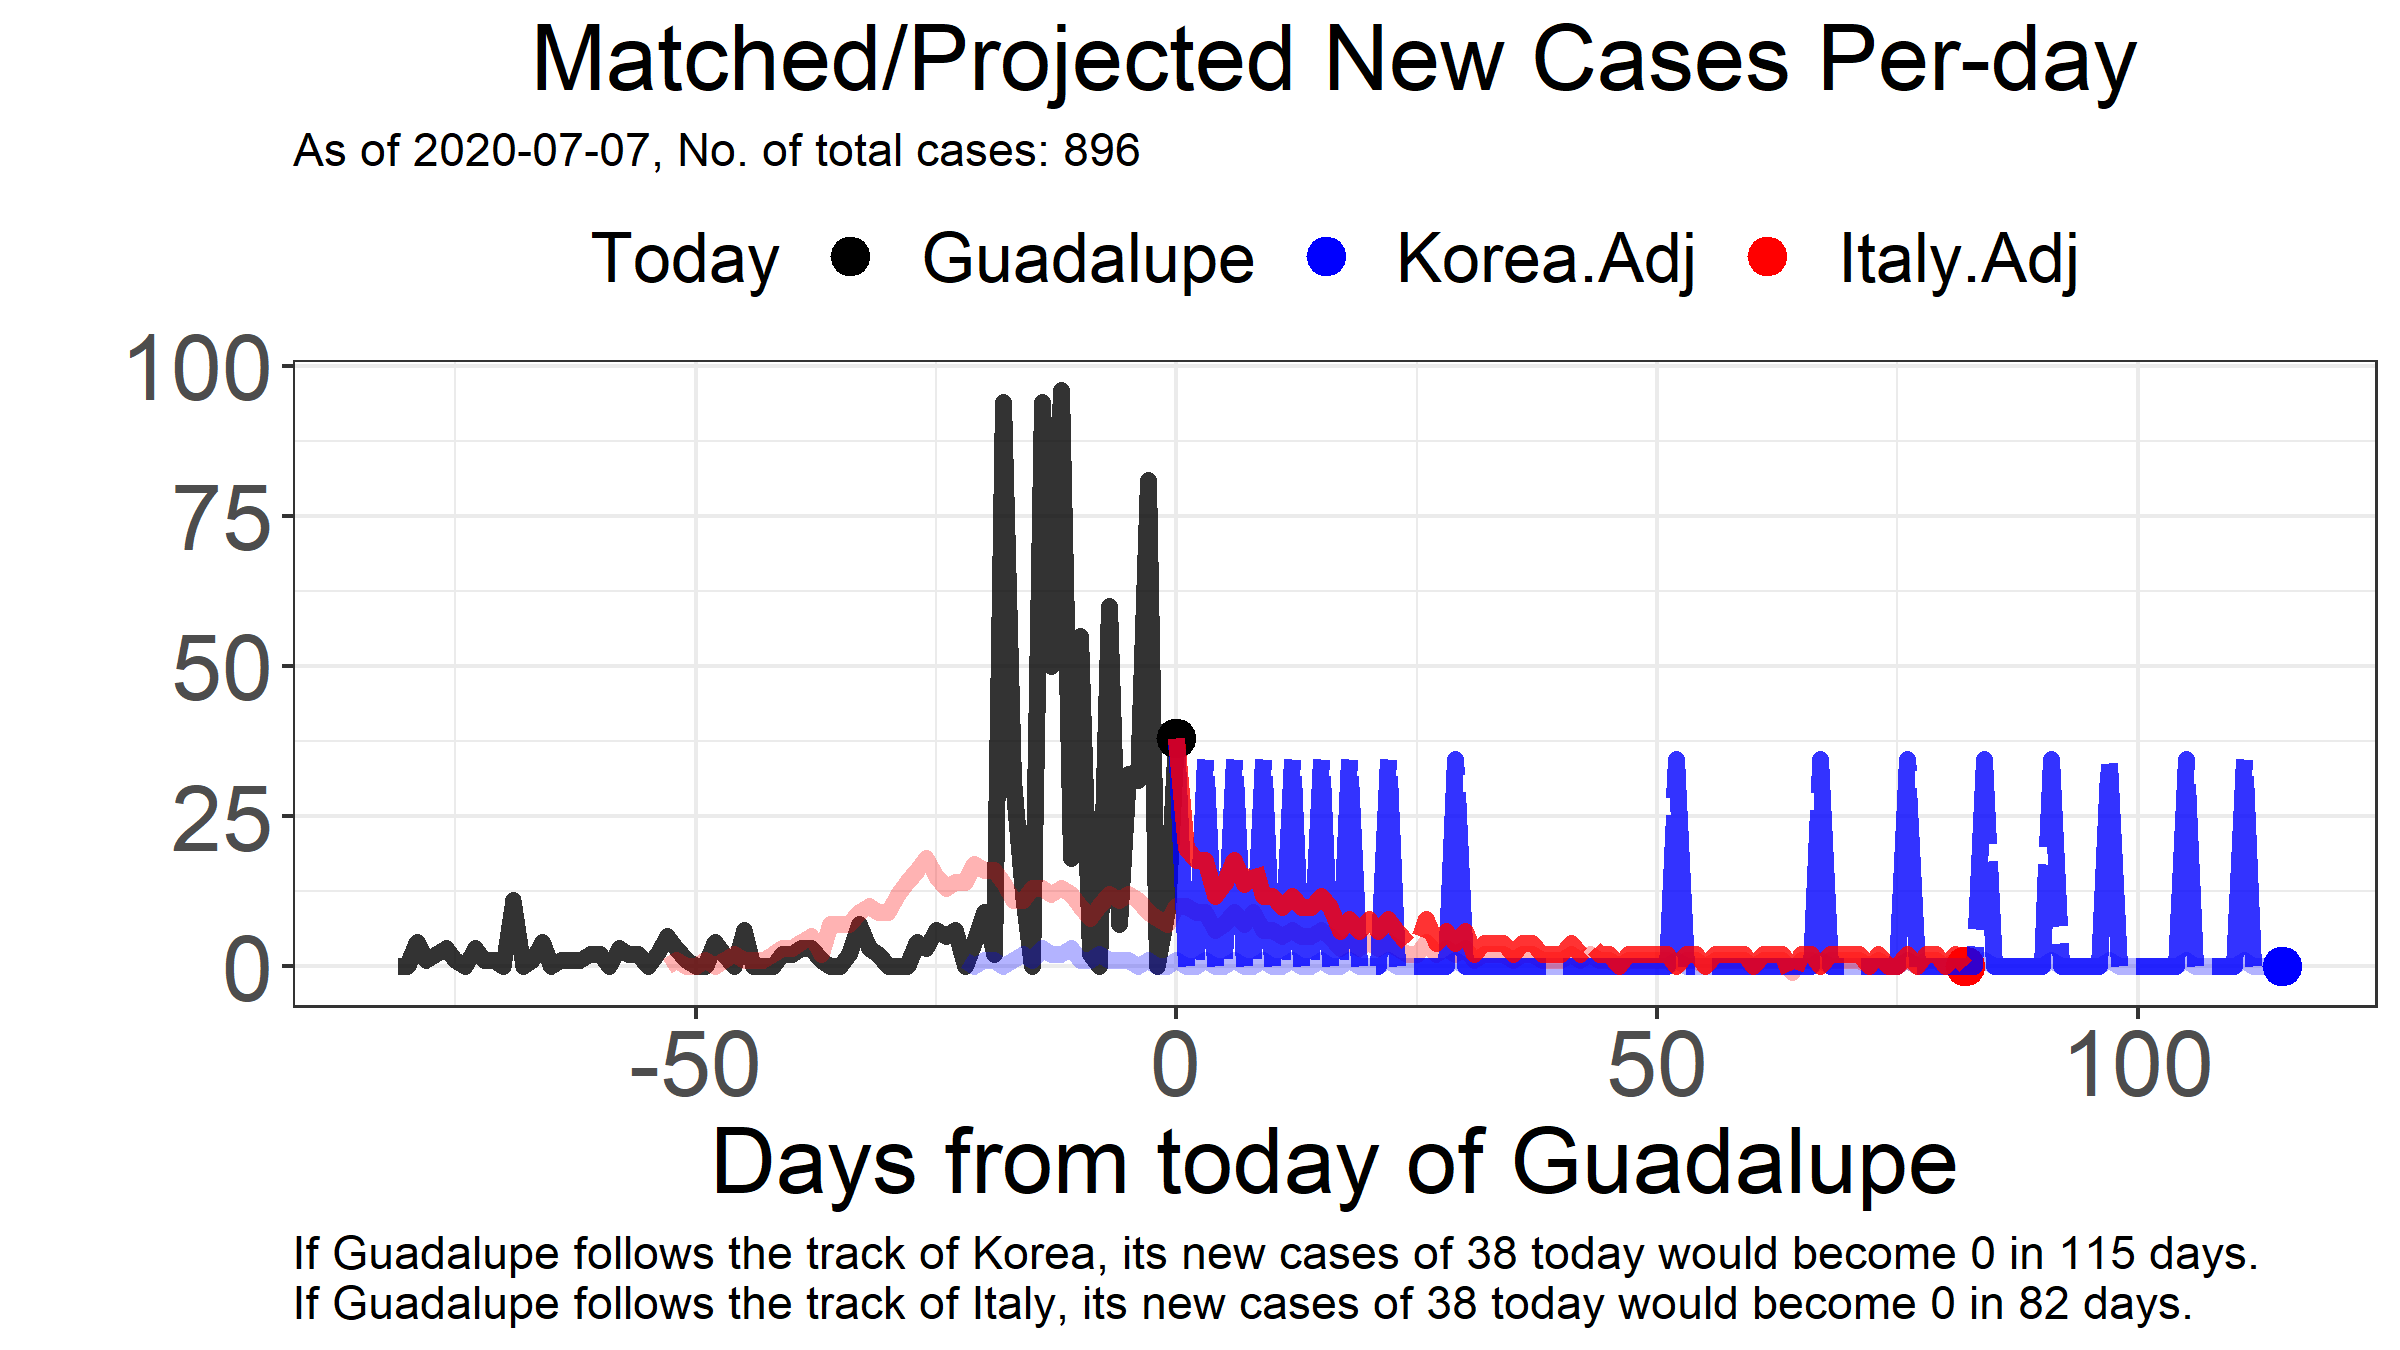 Matched/Projected New Cases Per-day
As of 2020-07-07, No. of total cases: 896
Today Guadalupe Korea.Adj Italy.Adj
100
75
50
25
0
-50 0 50 100
Days from today of Guadalupe
If Guadalupe follows the track of Korea, its new cases of 38 today would become 0 in 115 days.
If Guadalupe follows the track of Italy, its new cases of 38 today would become 0 in 82 days.